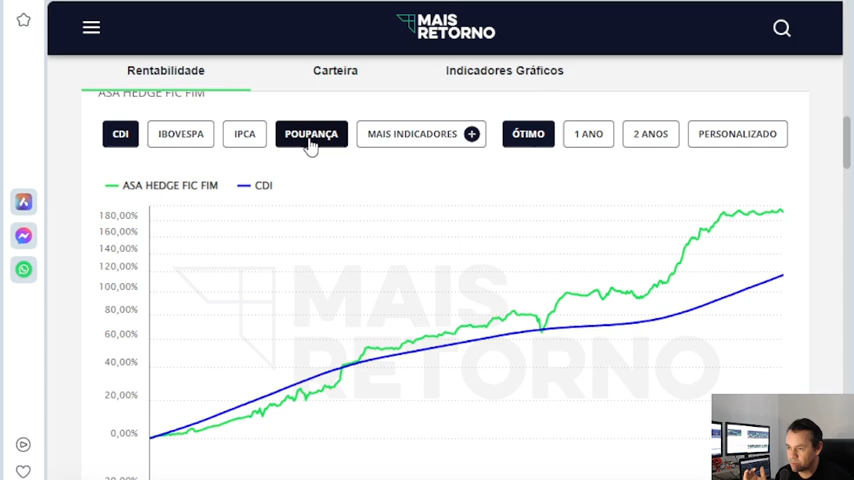 MAIS
RETORNO
Rentabilidade Carteira Indicadores Gráficos
ASA HEDGE FIC FIM
CDI IBOVESPA IPCA POUPANÇA MAIS INDICADORES + ÓTIMO 1 ANO 2 ANOS PERSONALIZADO
ASA HEDGE FIC FIM CDI
180,00%
160,00%
140,00%
120,00%
100,00%
80,00%
60,00%
40,00%
20,00%
0,00%
MAIS
RETORNO